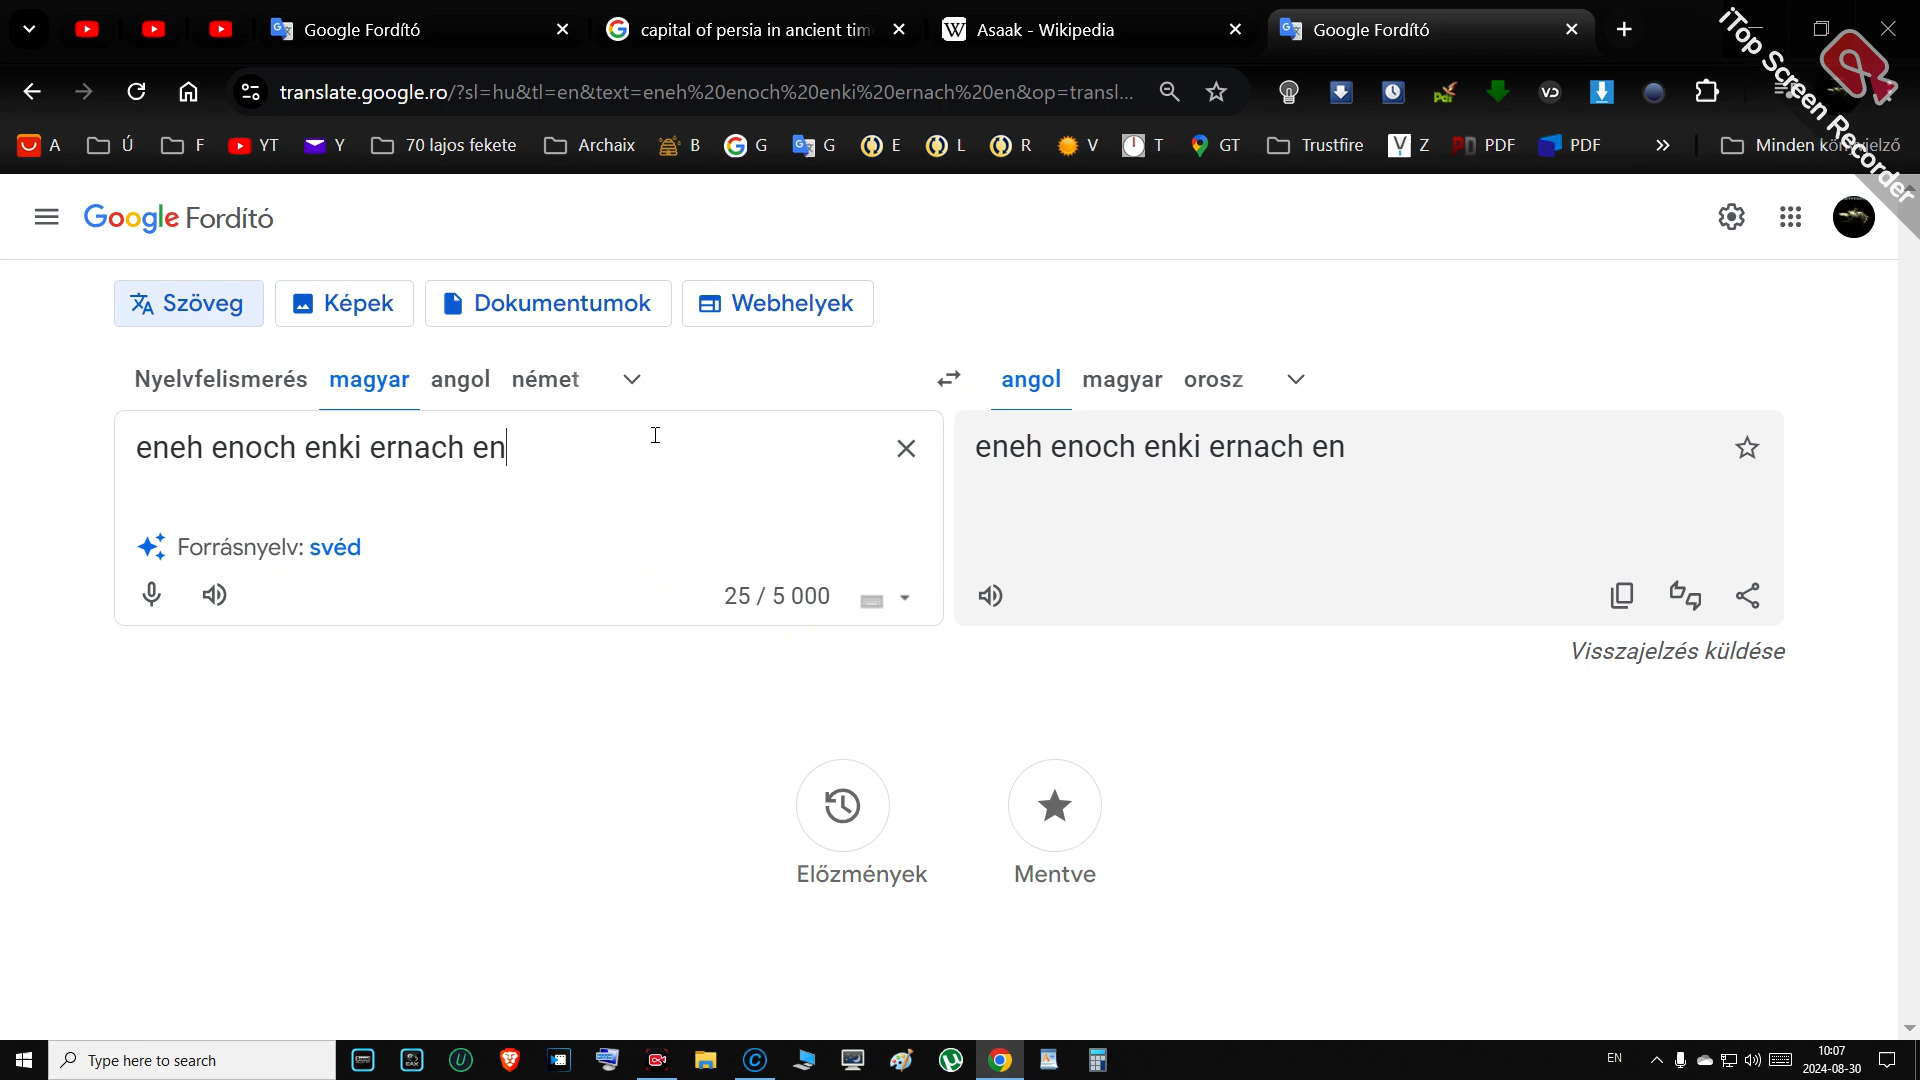 Google Fordító
capital of persia in ancient tim
Asaak - Wikipedia
Google Fordító
translate.google.ro/?sl=hu&tl=en&text=eneh%20enoch%20enki%20ernach%20en&op=transl...
A
Ú
F
YT
Y
70 lajos fekete
Archaix
B
G
G
E
L
R
V
T
GT
Trustfire
Z
PDF
PDF
Minden
iTop Screen Recorder
Google Fordító
Szöveg
Képek
Dokumentumok
Webhelyek
Nyelvfelismerés magyar angol német
angol magyar orosz
eneh enoch enki ernach en
eneh enoch enki ernach en
Forrásnyelv: svéd
25 / 5 000
Visszajelzés küldése
Előzmények
Mentve
Type here to search
EN
10:07
2024-08-30